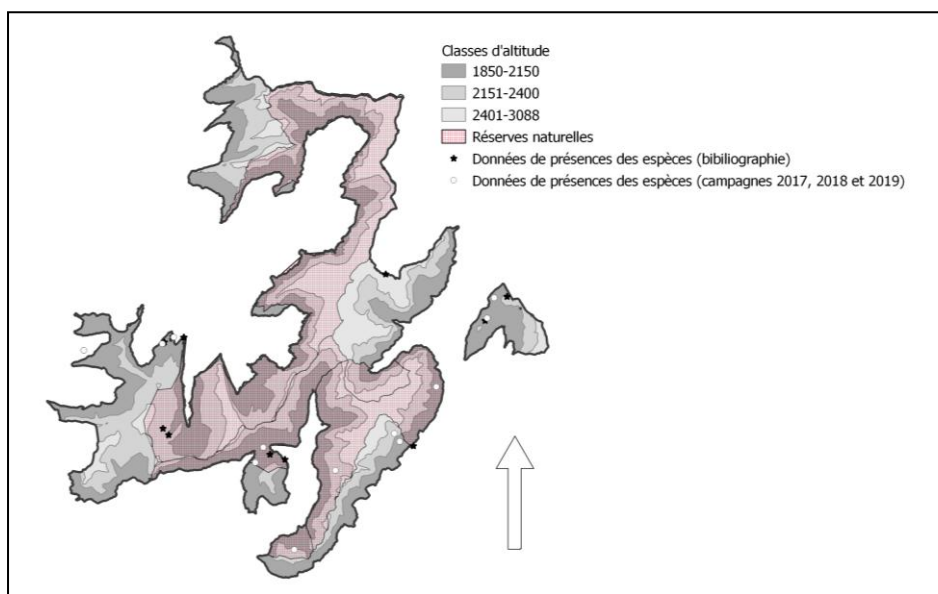 Classes d'altitude
1850-2150
2151-2400
2401-3088
Réserves naturelles
Données de présences des espèces (bibiliographie)
Données de présences des espèces (campagnes 2017, 2018 et 2019)